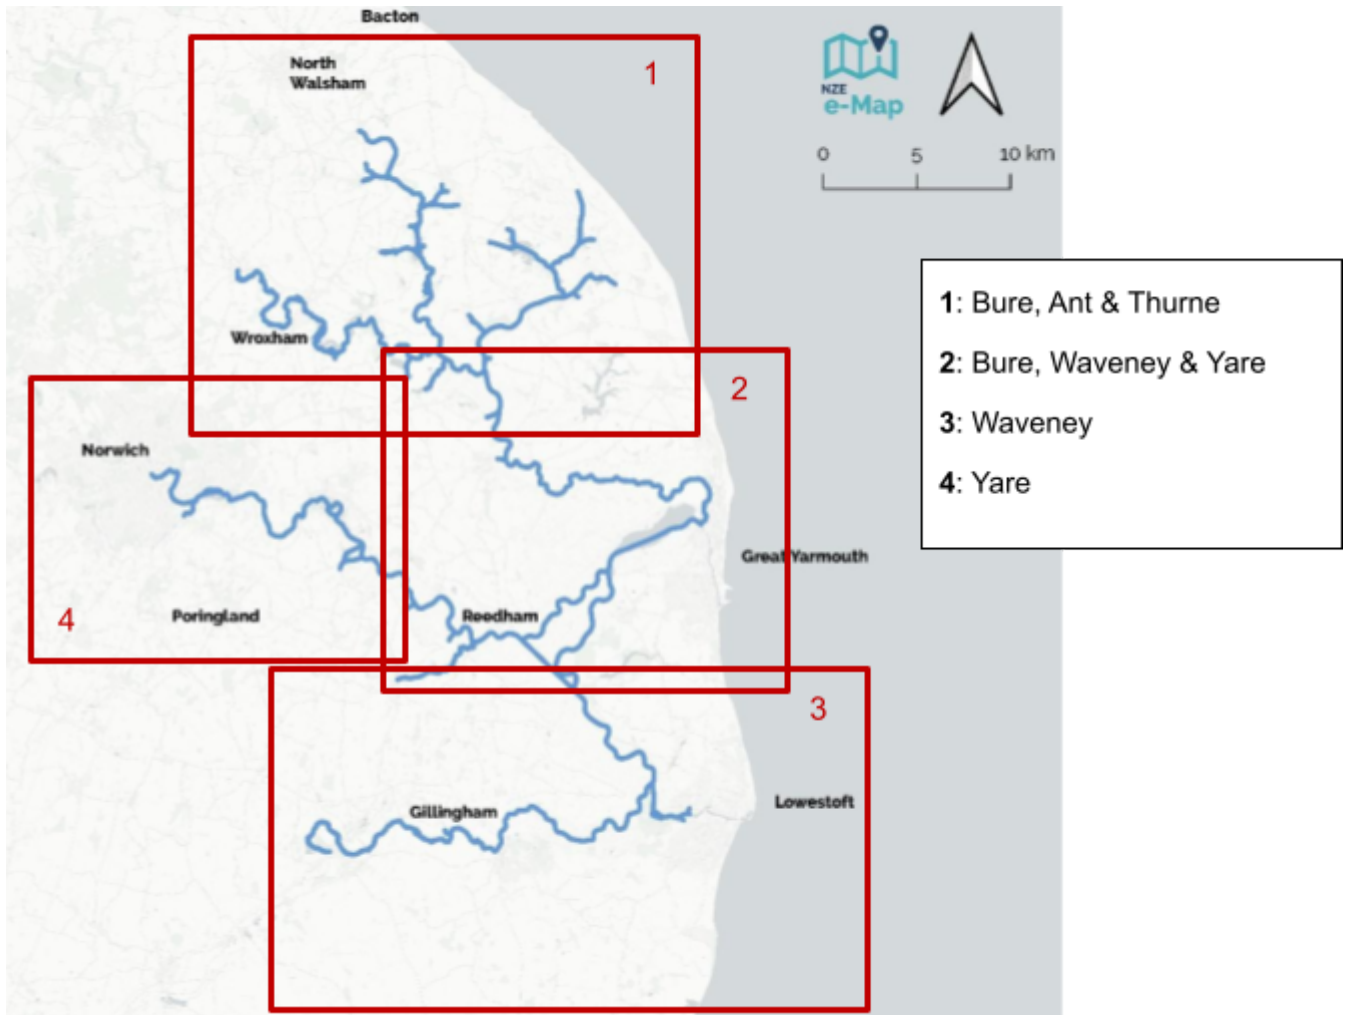 Bacton
North
Walsham
1
NZE
e-Map
0 5 10 km
1: Bure, Ant & Thurne
2: Bure, Waveney & Yare
3: Waveney
4: Yare
Wroxham
2
Norwich
Great Yarmouth
4
Poringland
Reedham
3
Lowestoft
Gillingham